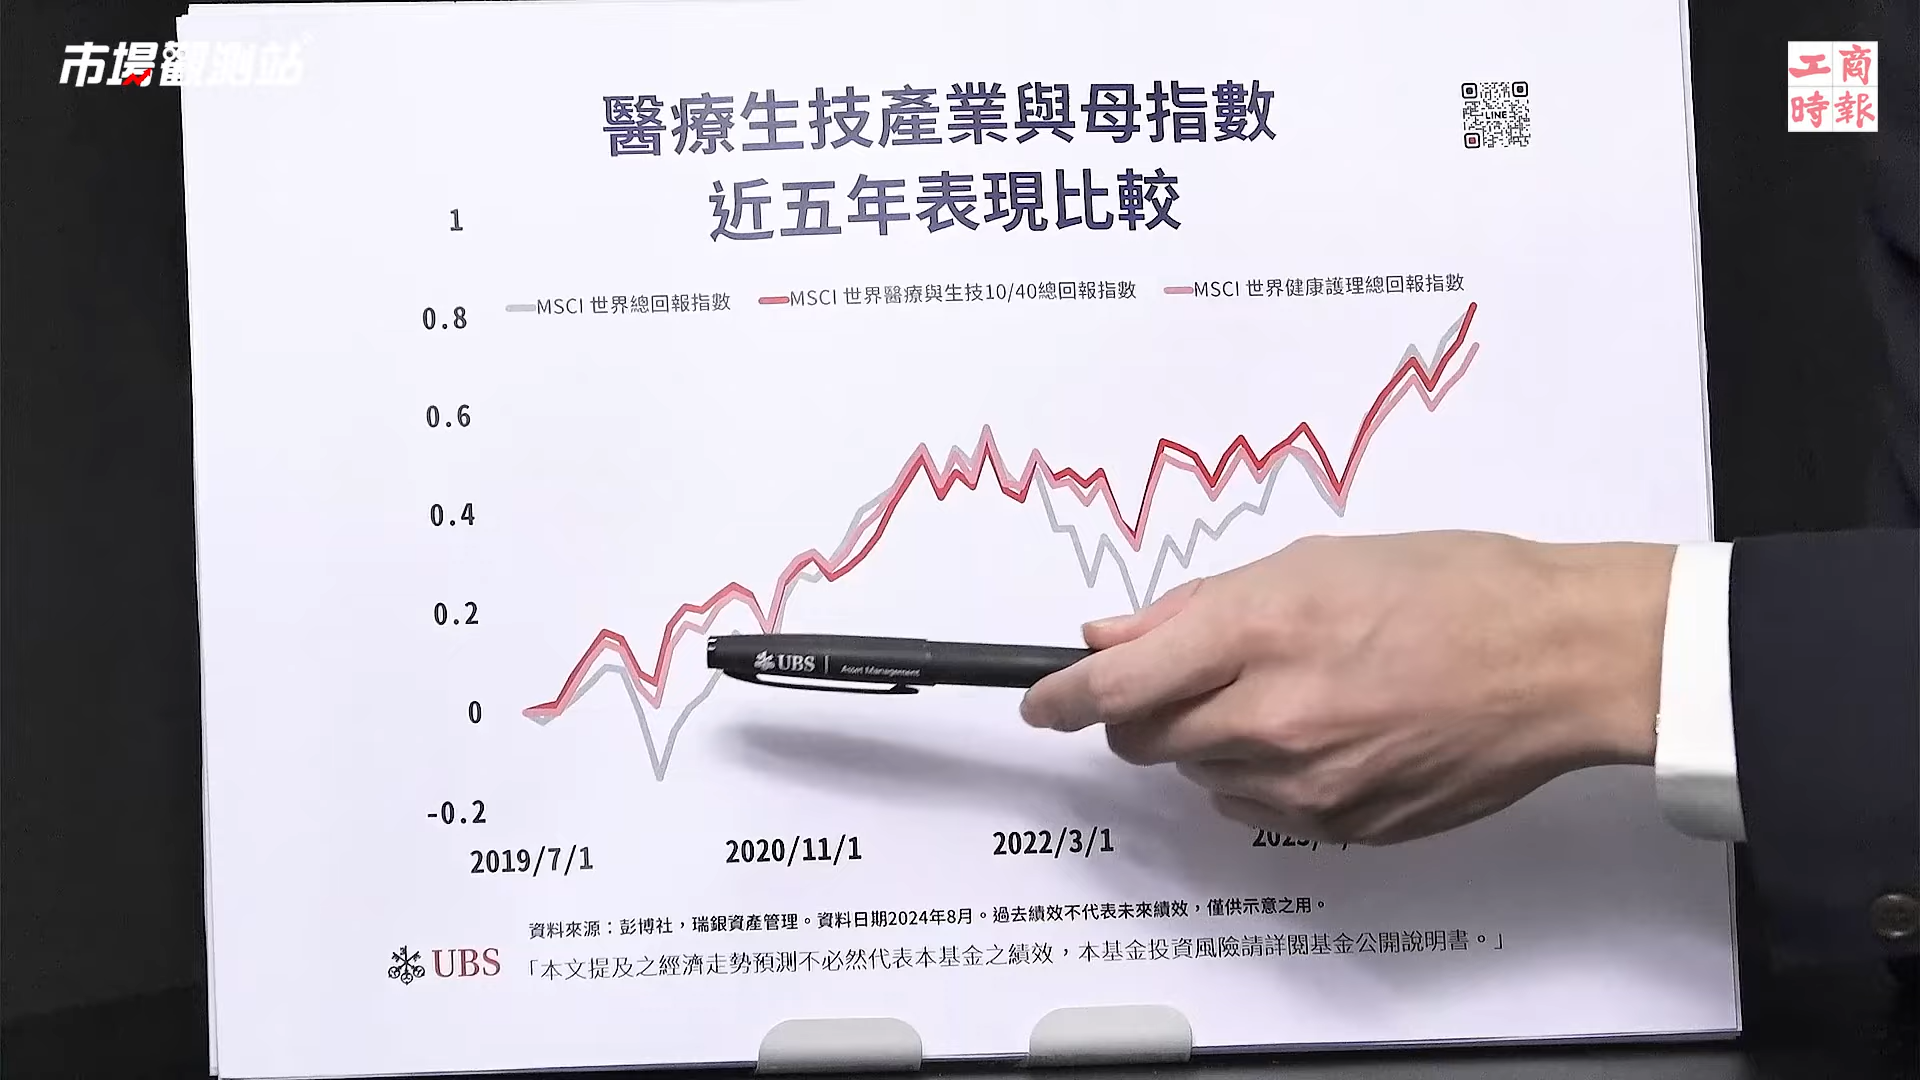 市場觀測站
工商
時報
醫療生技產業與母指數
近五年表現比較
LINE
MSCI 世界總回報指數
MSCI 世界醫療與生技10/40總回報指數
MSCI 世界健康護理總回報指數
1
0.8
0.6
0.4
0.2
0
-0.2
UBS | Asset Management
2019/7/1
2020/11/1
2022/3/1
資料來源：彭博社，瑞銀資產管理。資料日期2024年8月。過去績效不代表未來績效，僅供示意之用。
UBS
「本文提及之經濟走勢預測不必然代表本基金之績效，本基金投資風險請詳閱基金公開說明書。」